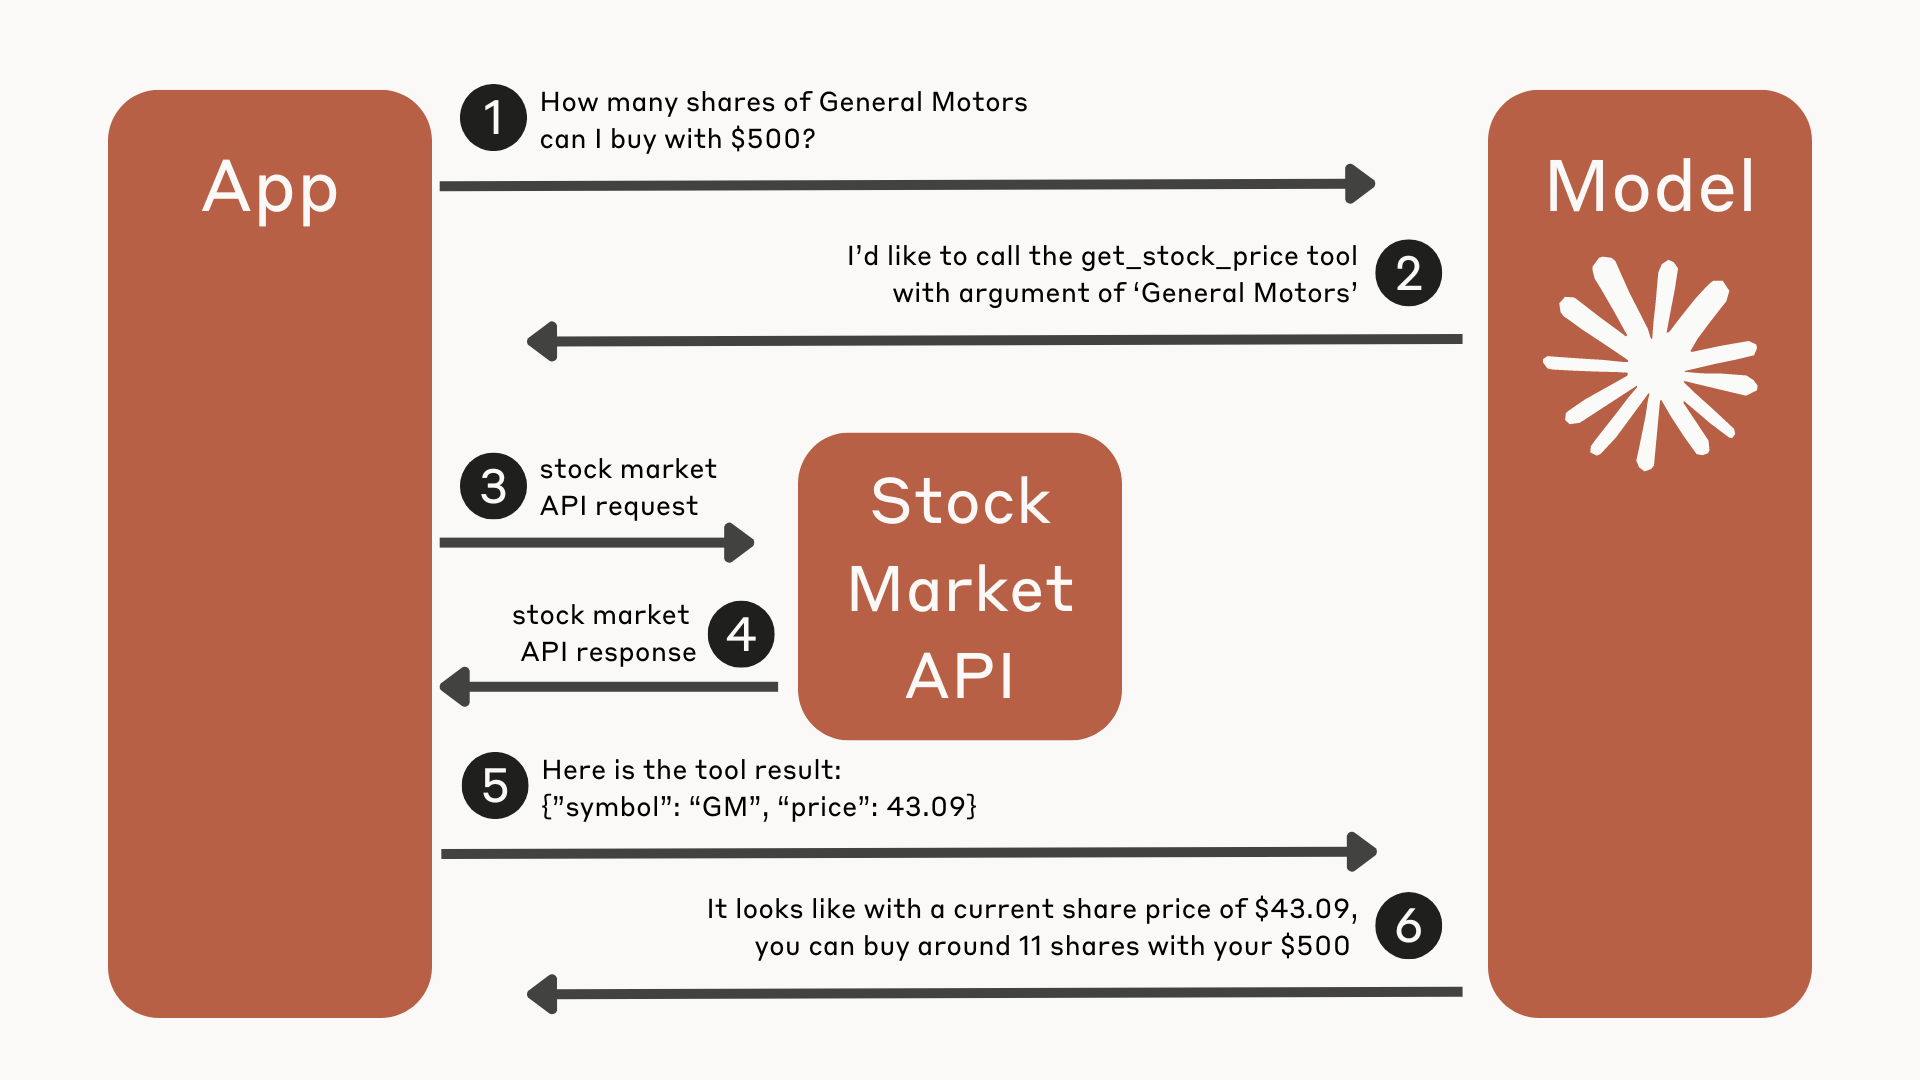 App
1
How many shares of General Motors
can I buy with $500?
Model
I’d like to call the get_stock_price tool
with argument of ‘General Motors’
2
3
stock market
API request
Stock
Market
API
stock market
API response
4
5
Here is the tool result:
{”symbol”: “GM”, “price”: 43.09}
It looks like with a current share price of $43.09,
you can buy around 11 shares with your $500
6